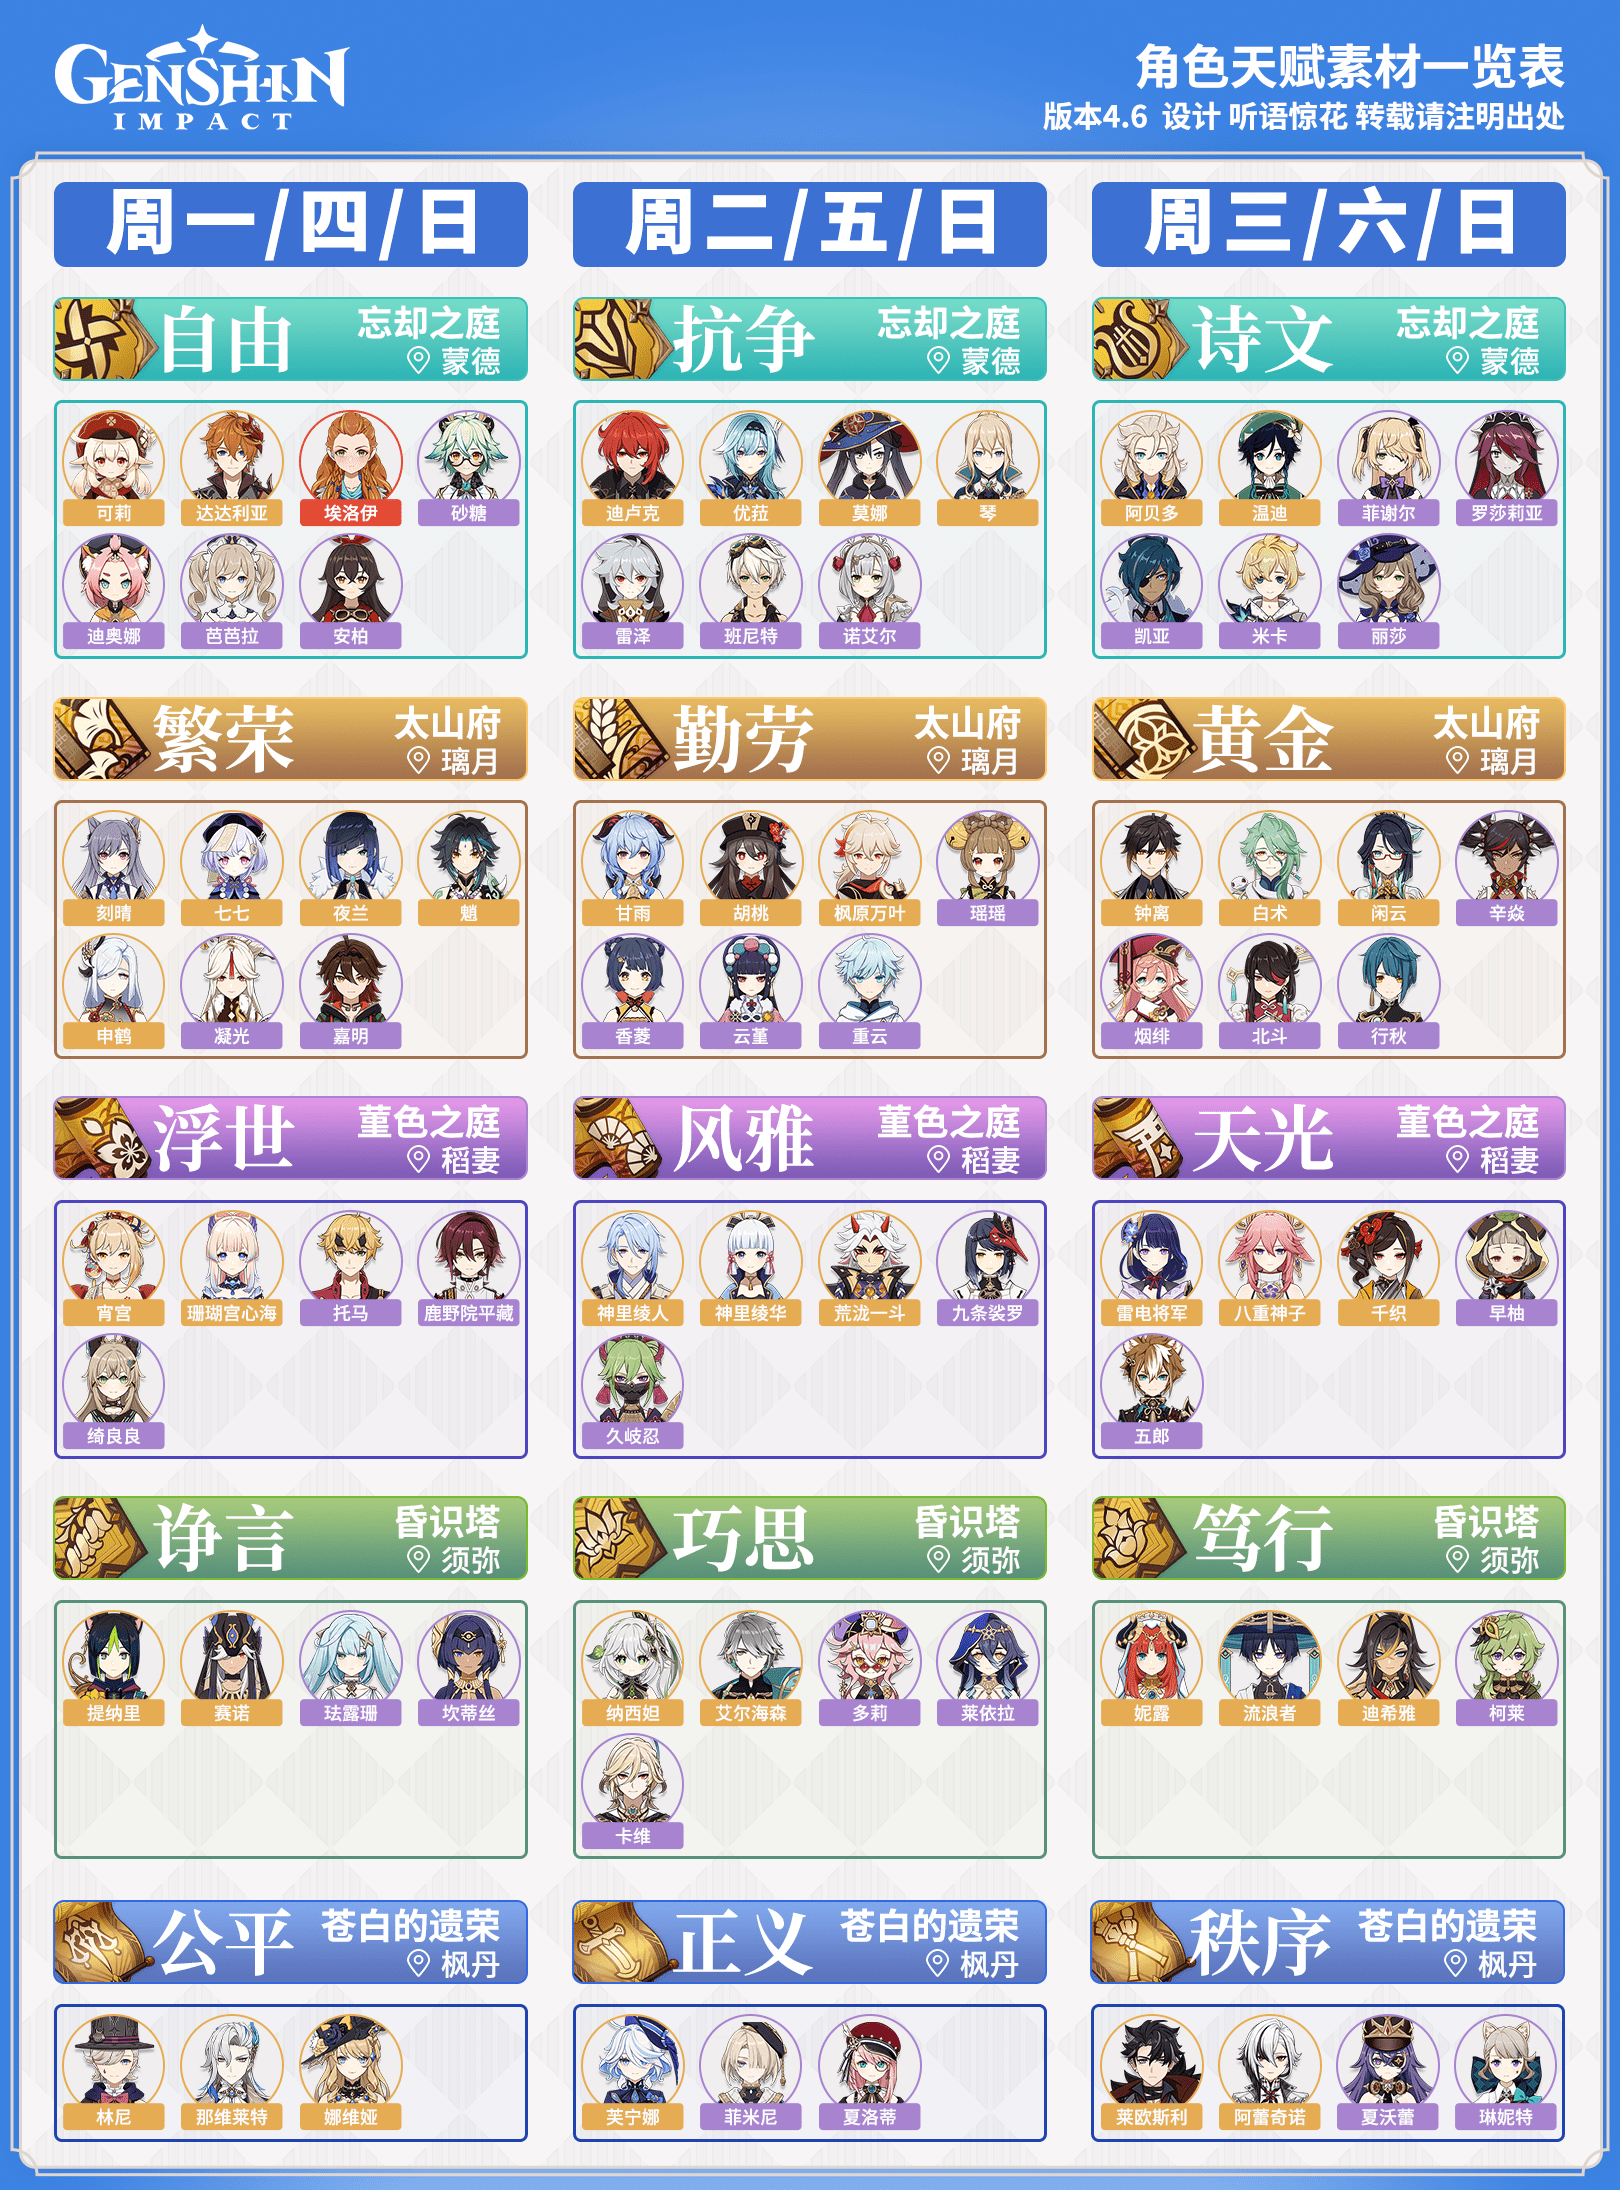 GENSHIN
IMPACT
角色天赋素材一览表
版本4.6 设计 听语惊花 转载请注明出处
周一/四/日
周二/五/日
周三/六/日
自由
忘却之庭
蒙德
抗争
忘却之庭
蒙德
诗文
忘却之庭
蒙德
可莉 达达利亚 埃洛伊 砂糖
迪奥娜 芭芭拉 安柏
迪卢克 优菈 莫娜 琴
雷泽 班尼特 诺艾尔
阿贝多 温迪 菲谢尔 罗莎莉亚
凯亚 米卡 丽莎
繁荣
太山府
璃月
勤劳
太山府
璃月
黄金
太山府
璃月
刻晴 七七 夜兰 魈
申鹤 凝光 嘉明
甘雨 胡桃 枫原万叶 瑶瑶
香菱 云堇 重云
钟离 白术 闲云 辛焱
烟绯 北斗 行秋
浮世
菫色之庭
稻妻
风雅
菫色之庭
稻妻
天光
菫色之庭
稻妻
宵宫 珊瑚宫心海 托马 鹿野院平藏
绮良良
神里绫人 神里绫华 荒泷一斗 九条裟罗
久岐忍
雷电将军 八重神子 千织 早柚
五郎
诤言
昏识塔
须弥
巧思
昏识塔
须弥
笃行
昏识塔
须弥
提纳里 赛诺 珐露珊 坎蒂丝
纳西妲 艾尔海森 多莉 莱依拉
卡维
妮露 流浪者 迪希雅 柯莱
公平
苍白的遗荣
枫丹
正义
苍白的遗荣
枫丹
秩序
苍白的遗荣
枫丹
林尼 那维莱特 娜维娅
芙宁娜 菲米尼 夏洛蒂
莱欧斯利 阿蕾奇诺 夏沃蕾 琳妮特